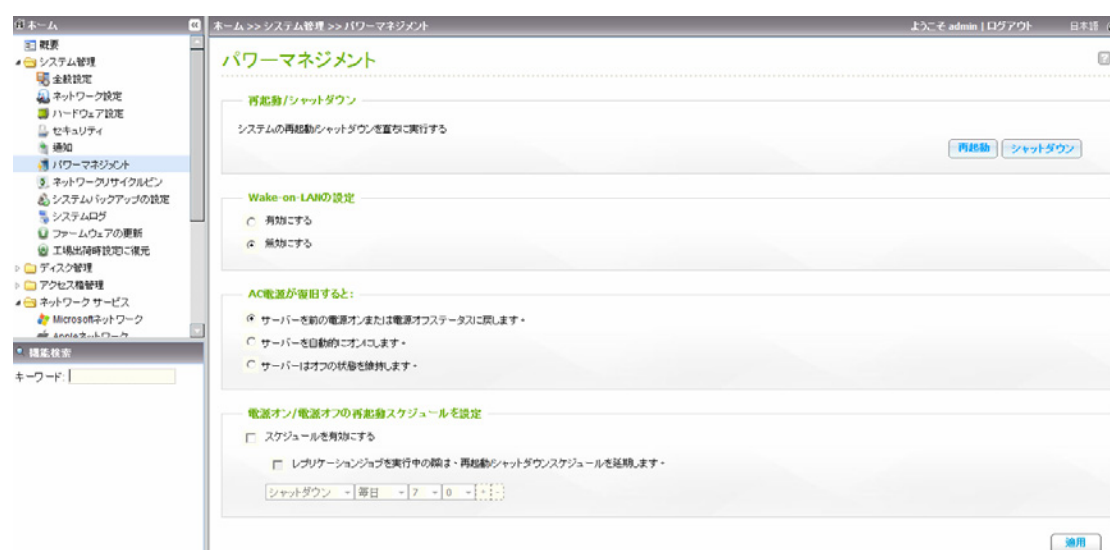 ホーム
ホーム >> システム管理 >> パワーマネジメント
ようこそ admin | ログアウト
日本語
概要
システム管理
全般設定
ネットワーク設定
ハードウェア設定
セキュリティ
通知
パワーマネジメント
ネットワークリサイクルビン
システムバックアップの設定
システムログ
ファームウェアの更新
工場出荷時設定に復元
ディスク管理
アクセス権管理
ネットワーク サービス
Microsoftネットワーク
Appleネットワーク
機能検索
キーワード:
パワーマネジメント
再起動/シャットダウン
システムの再起動/シャットダウンを直ちに実行する
再起動
シャットダウン
Wake-on-LANの設定
有効にする
無効にする
AC電源が復旧すると:
サーバーを前の電源オンまたは電源オフステータスに戻します。
サーバーを自動的にオンにします。
サーバーはオフの状態を維持します。
電源オン/電源オフの再起動スケジュールを設定
スケジュールを有効にする
レプリケーションジョブを実行中の際は、再起動/シャットダウンスケジュールを延期します。
シャットダウン 毎日 7 0 + -
適用